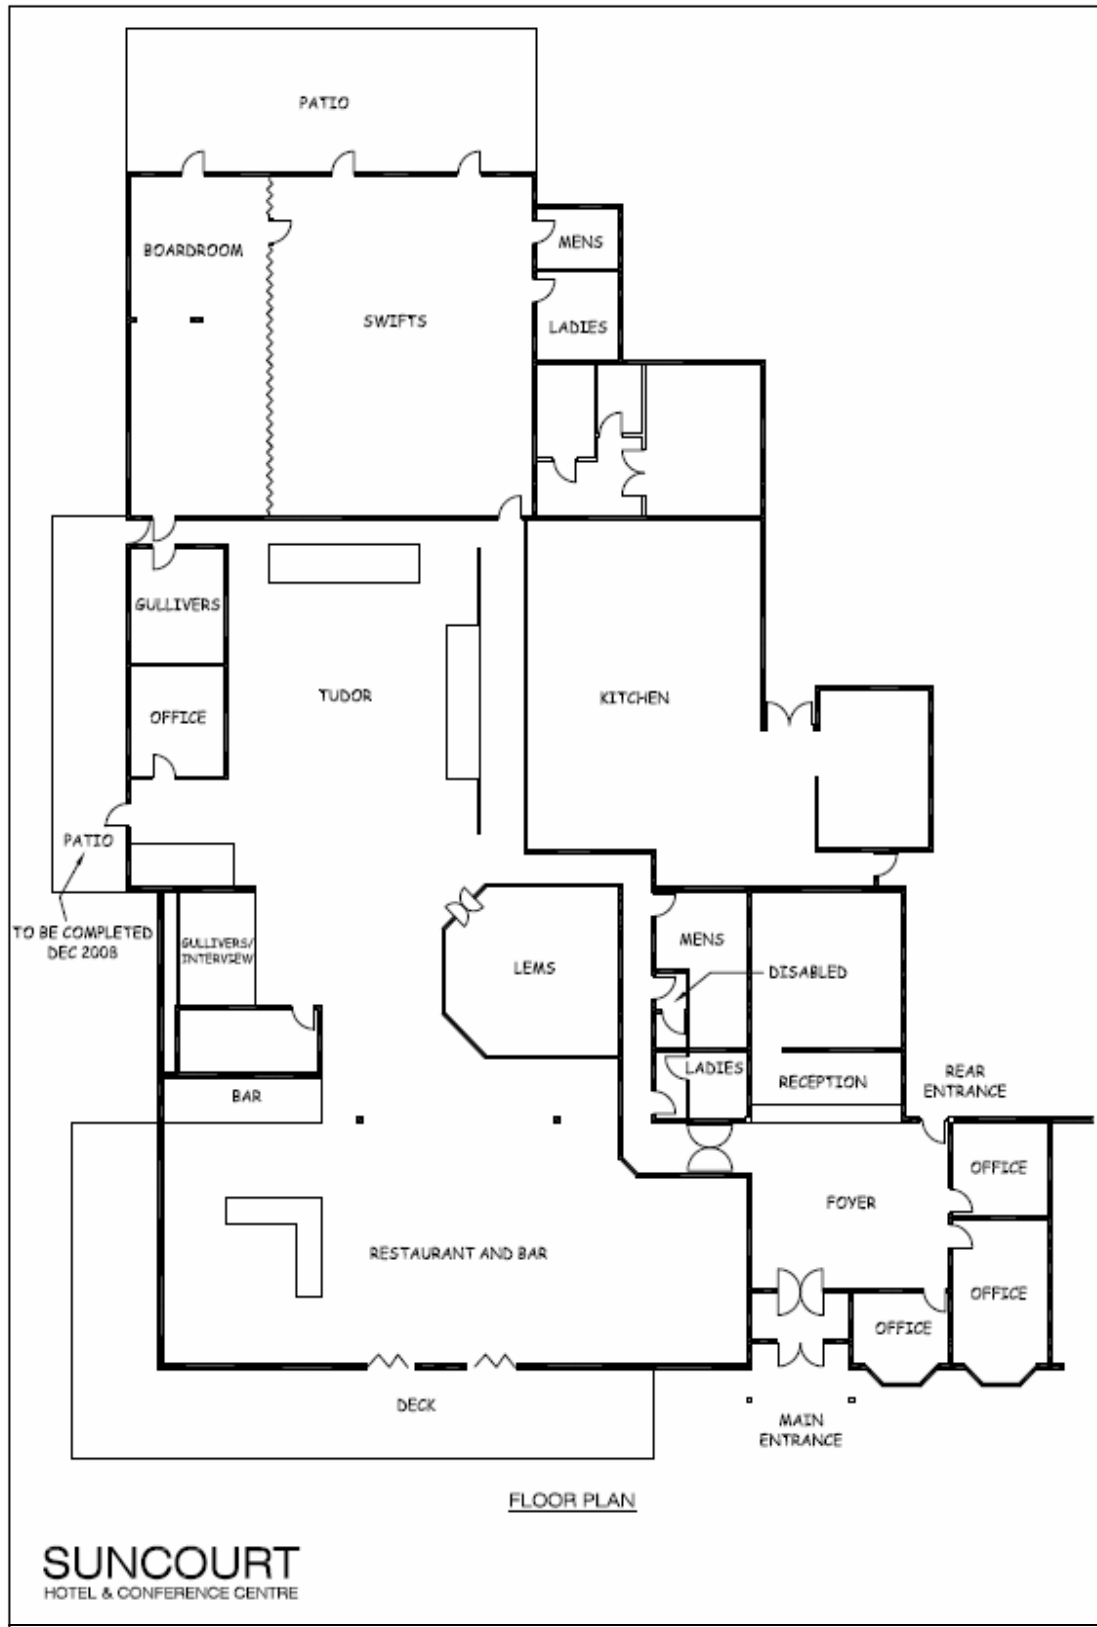 PATIO
BOARDROOM
MENS
SWIFTS
LADIES
GULLIVERS
TUDOR
KITCHEN
OFFICE
PATIO
TO BE COMPLETED
DEC 2008
GULLIVERS/
INTERVIEW
LEMS
MENS
DISABLED
LADIES
RECEPTION
REAR
ENTRANCE
BAR
OFFICE
FOYER
RESTAURANT AND BAR
OFFICE
OFFICE
DECK
MAIN
ENTRANCE
FLOOR PLAN
SUNCOURT
HOTEL & CONFERENCE CENTRE